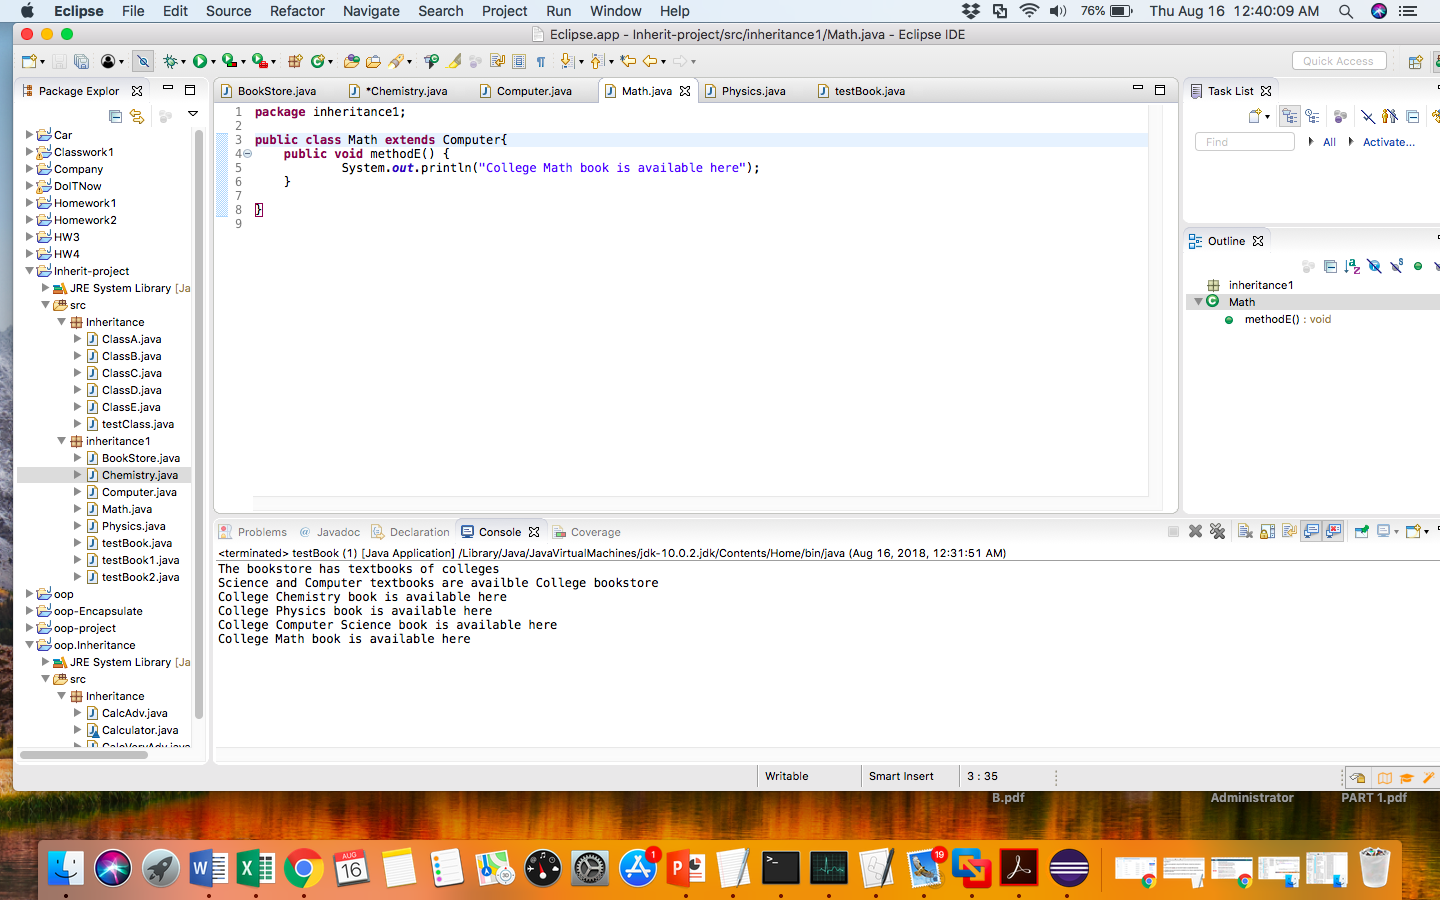 Eclipse File Edit Source Refactor Navigate Search Project Run Window Help 76% Thu Aug 16 12:40:09 AM
Eclipse.app - Inherit-project/src/inheritance1/Math.java - Eclipse IDE
Quick Access
Package Explor
Car
Classwork1
Company
DoITNow
Homework1
Homework2
HW3
HW4
Inherit-project
JRE System Library [Ja
src
Inheritance
ClassA.java
ClassB.java
ClassC.java
ClassD.java
ClassE.java
testClass.java
inheritance1
BookStore.java
Chemistry.java
Computer.java
Math.java
Physics.java
testBook.java
testBook1.java
testBook2.java
oop
oop-Encapsulate
oop-project
oop.Inheritance
JRE System Library [Ja
src
Inheritance
CalcAdv.java
Calculator.java
CalcVeryAdv.java
BookStore.java *Chemistry.java Computer.java Math.java Physics.java testBook.java
1 package inheritance1;
2
3 public class Math extends Computer{
4 public void methodE() {
5 System.out.println("College Math book is available here");
6 }
7
8 }
9
Task List
Find All Activate...
Outline
inheritance1
Math
methodE() : void
Problems @ Javadoc Declaration Console Coverage
<terminated> testBook (1) [Java Application] /Library/Java/JavaVirtualMachines/jdk-10.0.2.jdk/Contents/Home/bin/java (Aug 16, 2018, 12:31:51 AM)
The bookstore has textbooks of colleges
Science and Computer textbooks are availble College bookstore
College Chemistry book is available here
College Physics book is available here
College Computer Science book is available here
College Math book is available here
Writable Smart Insert 3 : 35
B.pdf Administrator PART 1.pdf
AUG
16
1
19